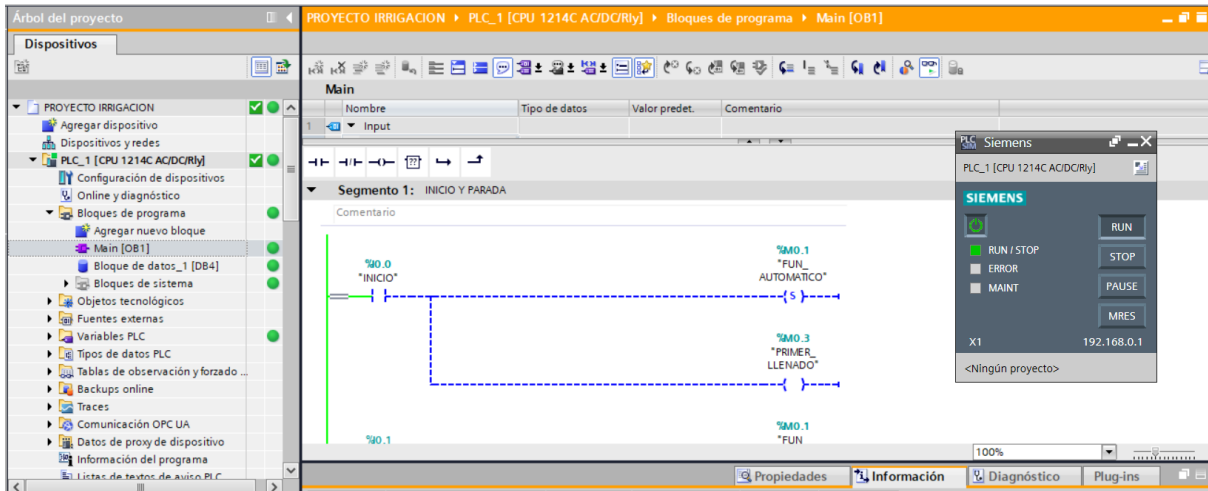 Árbol del proyecto
PROYECTO IRRIGACION PLC_1 [CPU 1214C AC/DC/Rly] Bloques de programa Main [OB1]
Dispositivos
PROYECTO IRRIGACION
Agregar dispositivo
Dispositivos y redes
PLC_1 [CPU 1214C AC/DC/Rly]
Configuración de dispositivos
Online y diagnóstico
Bloques de programa
Agregar nuevo bloque
Main [OB1]
Bloque de datos_1 [DB4]
Bloques de sistema
Objetos tecnológicos
Fuentes externas
Variables PLC
Tipos de datos PLC
Tablas de observación y forzado ...
Backups online
Traces
Comunicación OPC UA
Datos de proxy de dispositivo
Información del programa
Listas de textos de aviso PLC
Main
Nombre Tipo de datos Valor predet. Comentario
1 Input
Segmento 1: INICIO Y PARADA
Comentario
%I0.0
"INICIO"
%M0.1
"FUN_
AUTOMATICO"
S
%M0.3
"PRIMER_
LLENADO"
%I0.1
%M0.1
"FUN
Siemens
PLC_1 [CPU 1214C AC/DC/Rly]
SIEMENS
RUN
RUN / STOP
STOP
ERROR
MAINT
PAUSE
MRES
X1 192.168.0.1
<Ningún proyecto>
100%
Propiedades Información Diagnóstico Plug-ins